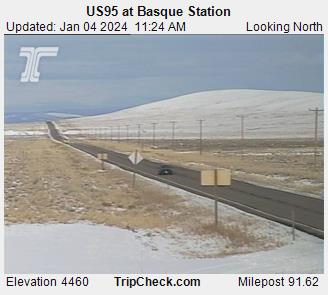 US95 at Basque Station
Updated: Jan 04 2024 11:24 AM Looking North
Elevation 4460 TripCheck.com Milepost 91.62